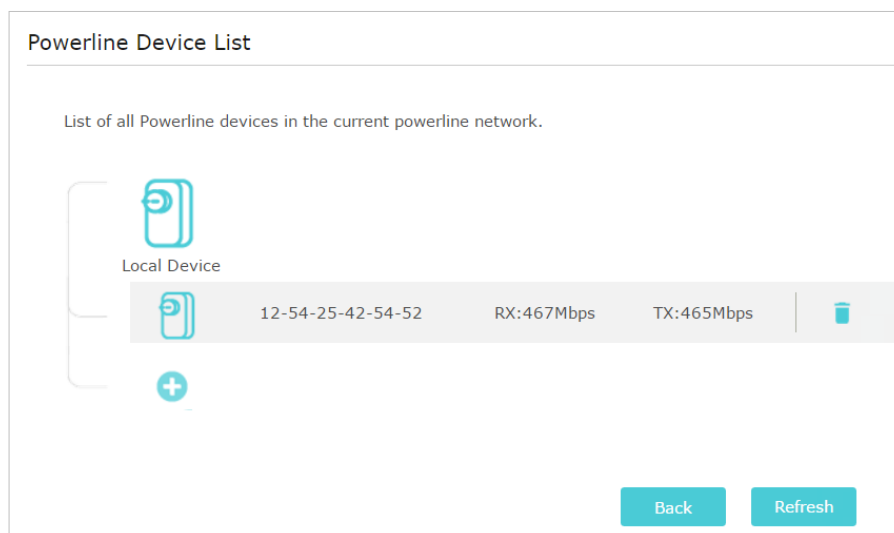 Powerline Device List
List of all Powerline devices in the current powerline network.
Local Device
12-54-25-42-54-52 RX:467Mbps TX:465Mbps
Back Refresh